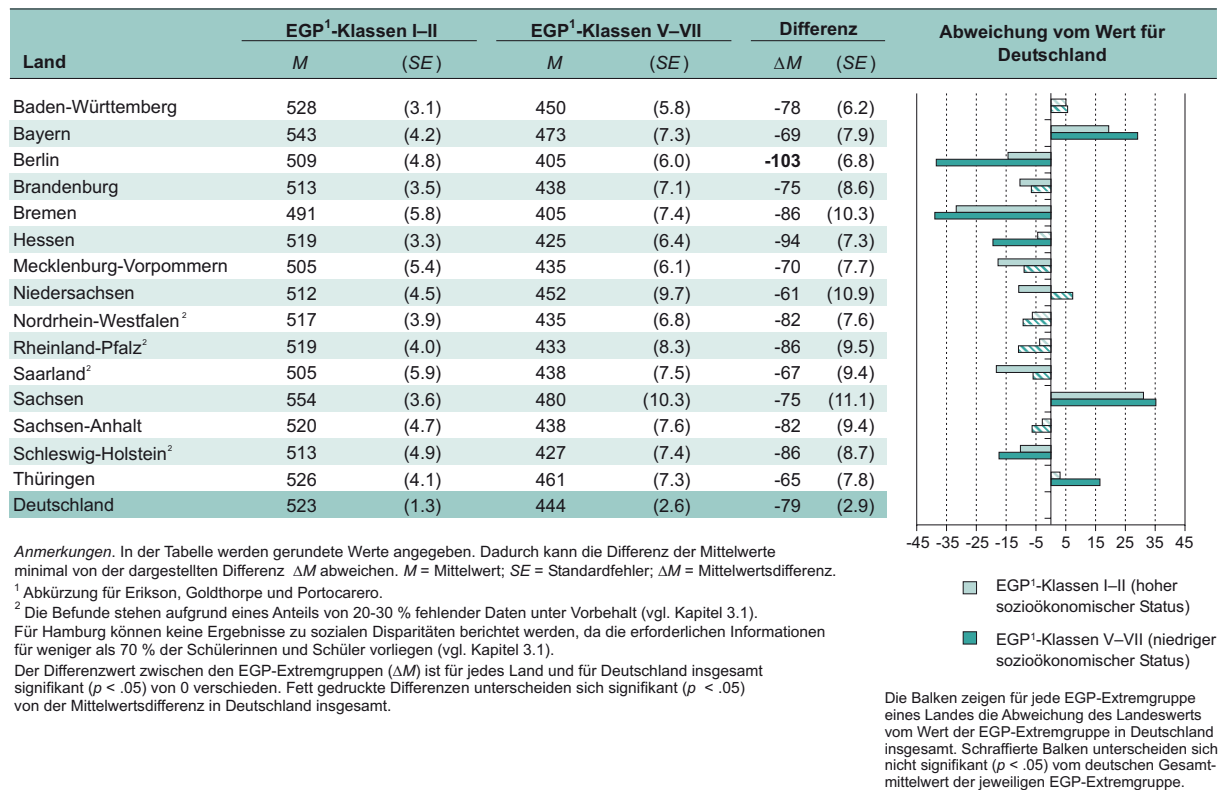 EGP¹-Klassen I–II EGP¹-Klassen V–VII Differenz Abweichung vom Wert für
Deutschland
Land M (SE) M (SE) ΔM (SE)
Baden-Württemberg 528 (3.1) 450 (5.8) -78 (6.2)
Bayern 543 (4.2) 473 (7.3) -69 (7.9)
Berlin 509 (4.8) 405 (6.0) -103 (6.8)
Brandenburg 513 (3.5) 438 (7.1) -75 (8.6)
Bremen 491 (5.8) 405 (7.4) -86 (10.3)
Hessen 519 (3.3) 425 (6.4) -94 (7.3)
Mecklenburg-Vorpommern 505 (5.4) 435 (6.1) -70 (7.7)
Niedersachsen 512 (4.5) 452 (9.7) -61 (10.9)
Nordrhein-Westfalen² 517 (3.9) 435 (6.8) -82 (7.6)
Rheinland-Pfalz² 519 (4.0) 433 (8.3) -86 (9.5)
Saarland² 505 (5.9) 438 (7.5) -67 (9.4)
Sachsen 554 (3.6) 480 (10.3) -75 (11.1)
Sachsen-Anhalt 520 (4.7) 438 (7.6) -82 (9.4)
Schleswig-Holstein² 513 (4.9) 427 (7.4) -86 (8.7)
Thüringen 526 (4.1) 461 (7.3) -65 (7.8)
Deutschland 523 (1.3) 444 (2.6) -79 (2.9)
-45 -35 -25 -15 -5 5 15 25 35 45
Anmerkungen. In der Tabelle werden gerundete Werte angegeben. Dadurch kann die Differenz der Mittelwerte
minimal von der dargestellten Differenz ΔM abweichen. M = Mittelwert; SE = Standardfehler; ΔM = Mittelwertsdifferenz.
¹ Abkürzung für Erikson, Goldthorpe und Portocarero.
² Die Befunde stehen aufgrund eines Anteils von 20-30 % fehlender Daten unter Vorbehalt (vgl. Kapitel 3.1).
Für Hamburg können keine Ergebnisse zu sozialen Disparitäten berichtet werden, da die erforderlichen Informationen
für weniger als 70 % der Schülerinnen und Schüler vorliegen (vgl. Kapitel 3.1).
Der Differenzwert zwischen den EGP-Extremgruppen (ΔM) ist für jedes Land und für Deutschland insgesamt
signifikant (p < .05) von 0 verschieden. Fett gedruckte Differenzen unterscheiden sich signifikant (p < .05)
von der Mittelwertsdifferenz in Deutschland insgesamt.
EGP¹-Klassen I–II (hoher
sozioökonomischer Status)
EGP¹-Klassen V–VII (niedriger
sozioökonomischer Status)
Die Balken zeigen für jede EGP-Extremgruppe
eines Landes die Abweichung des Landeswerts
vom Wert der EGP-Extremgruppe in Deutschland
insgesamt. Schraffierte Balken unterscheiden sich
nicht signifikant (p < .05) vom deutschen Gesamt-
mittelwert der jeweiligen EGP-Extremgruppe.